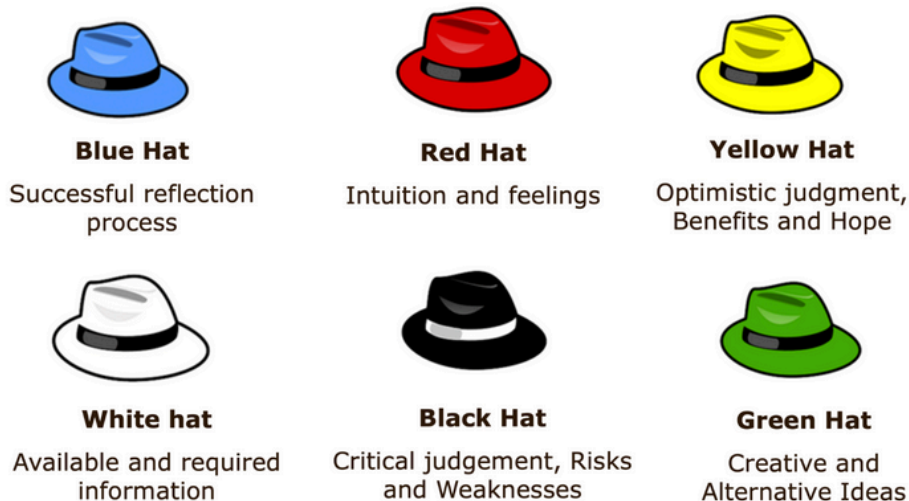 Blue Hat
Successful reflection
process
Red Hat
Intuition and feelings
Yellow Hat
Optimistic judgment,
Benefits and Hope
White hat
Available and required
information
Black Hat
Critical judgement, Risks
and Weaknesses
Green Hat
Creative and
Alternative Ideas